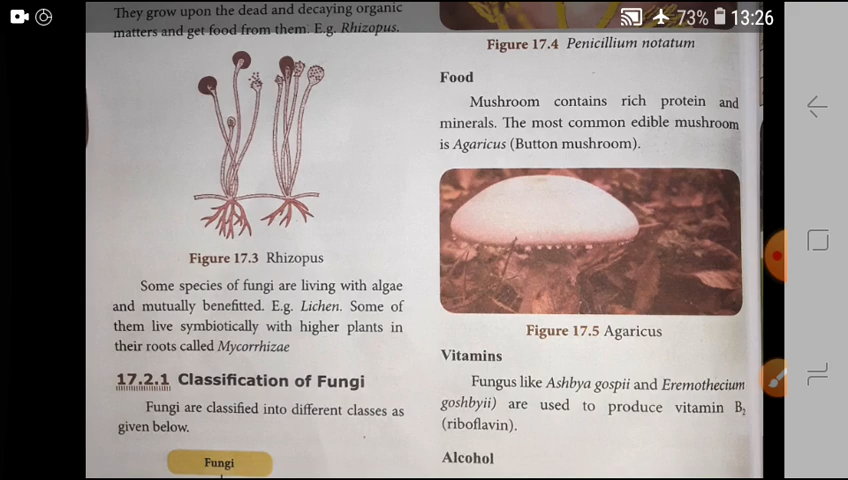 73% 13:26
They grow upon the dead and decaying organic
matters and get food from them. E.g. Rhizopus.
Figure 17.3 Rhizopus
Some species of fungi are living with algae
and mutually benefitted. E.g. Lichen. Some of
them live symbiotically with higher plants in
their roots called Mycorrhizae
17.2.1 Classification of Fungi
Fungi are classified into different classes as
given below.
Fungi
Figure 17.4 Penicillium notatum
Food
Mushroom contains rich protein and
minerals. The most common edible mushroom
is Agaricus (Button mushroom).
Figure 17.5 Agaricus
Vitamins
Fungus like Ashbya gospii and Eremothecium
goshbyii) are used to produce vitamin B₂
(riboflavin).
Alcohol